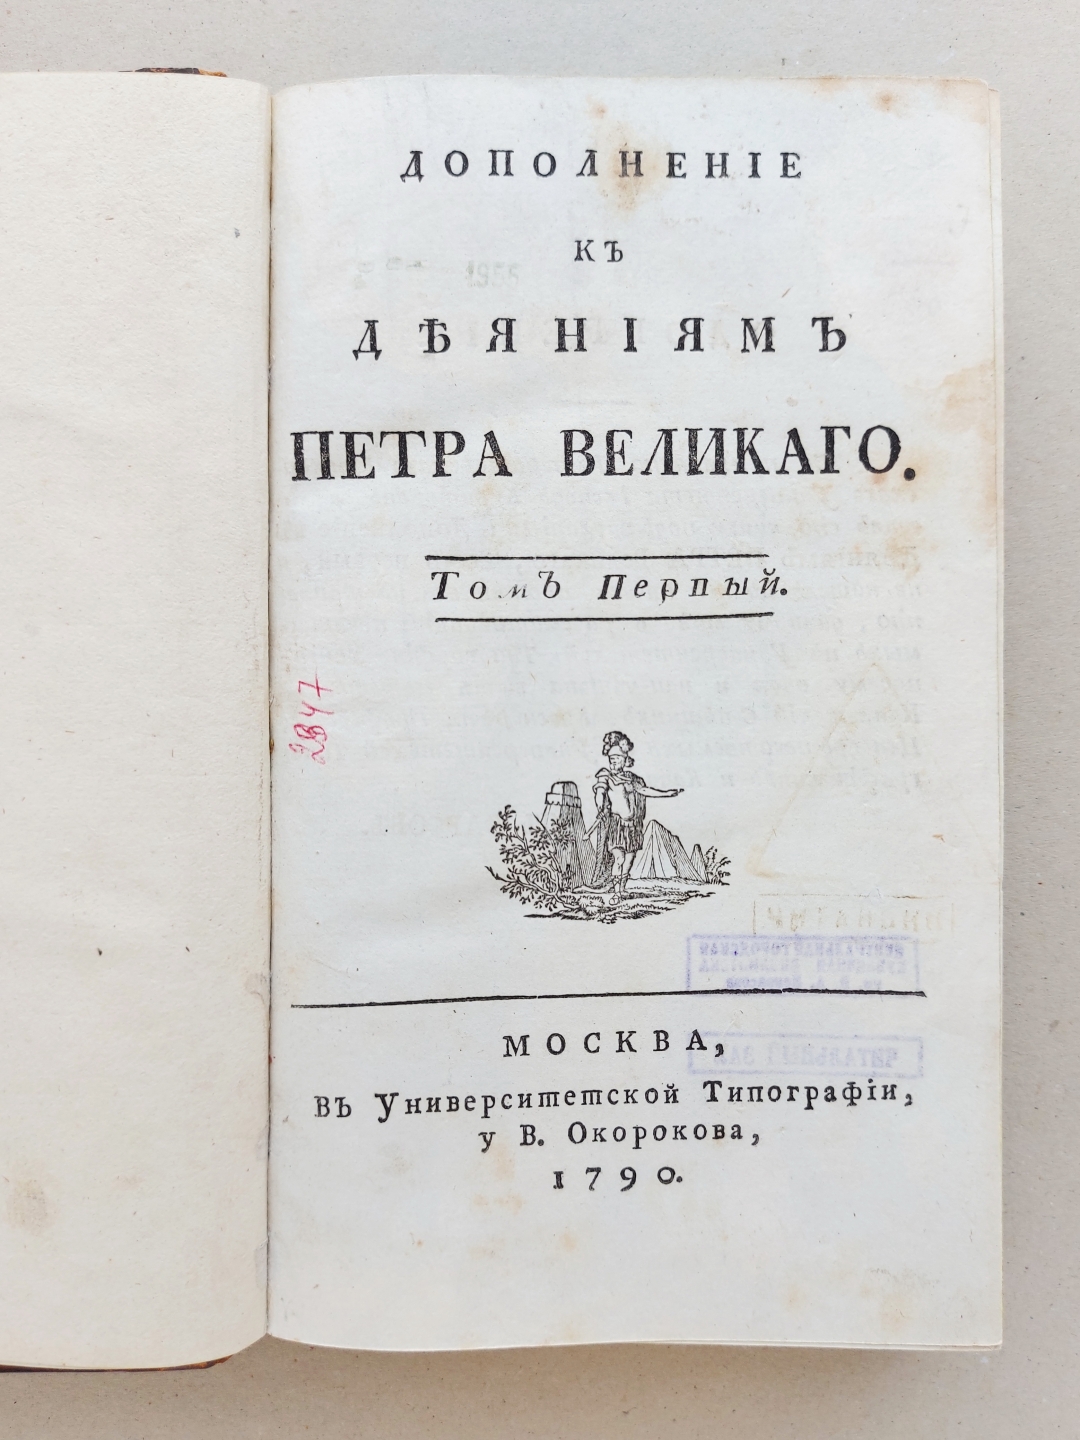 ДОПОЛНЕНІЕ
КЪ
ДѢЯНІЯМЪ
ПЕТРА ВЕЛИКАГО.
Томъ Первый.
2847
МОСКВА,
Въ Университетской Типографіи,
у В. Окорокова,
1790.